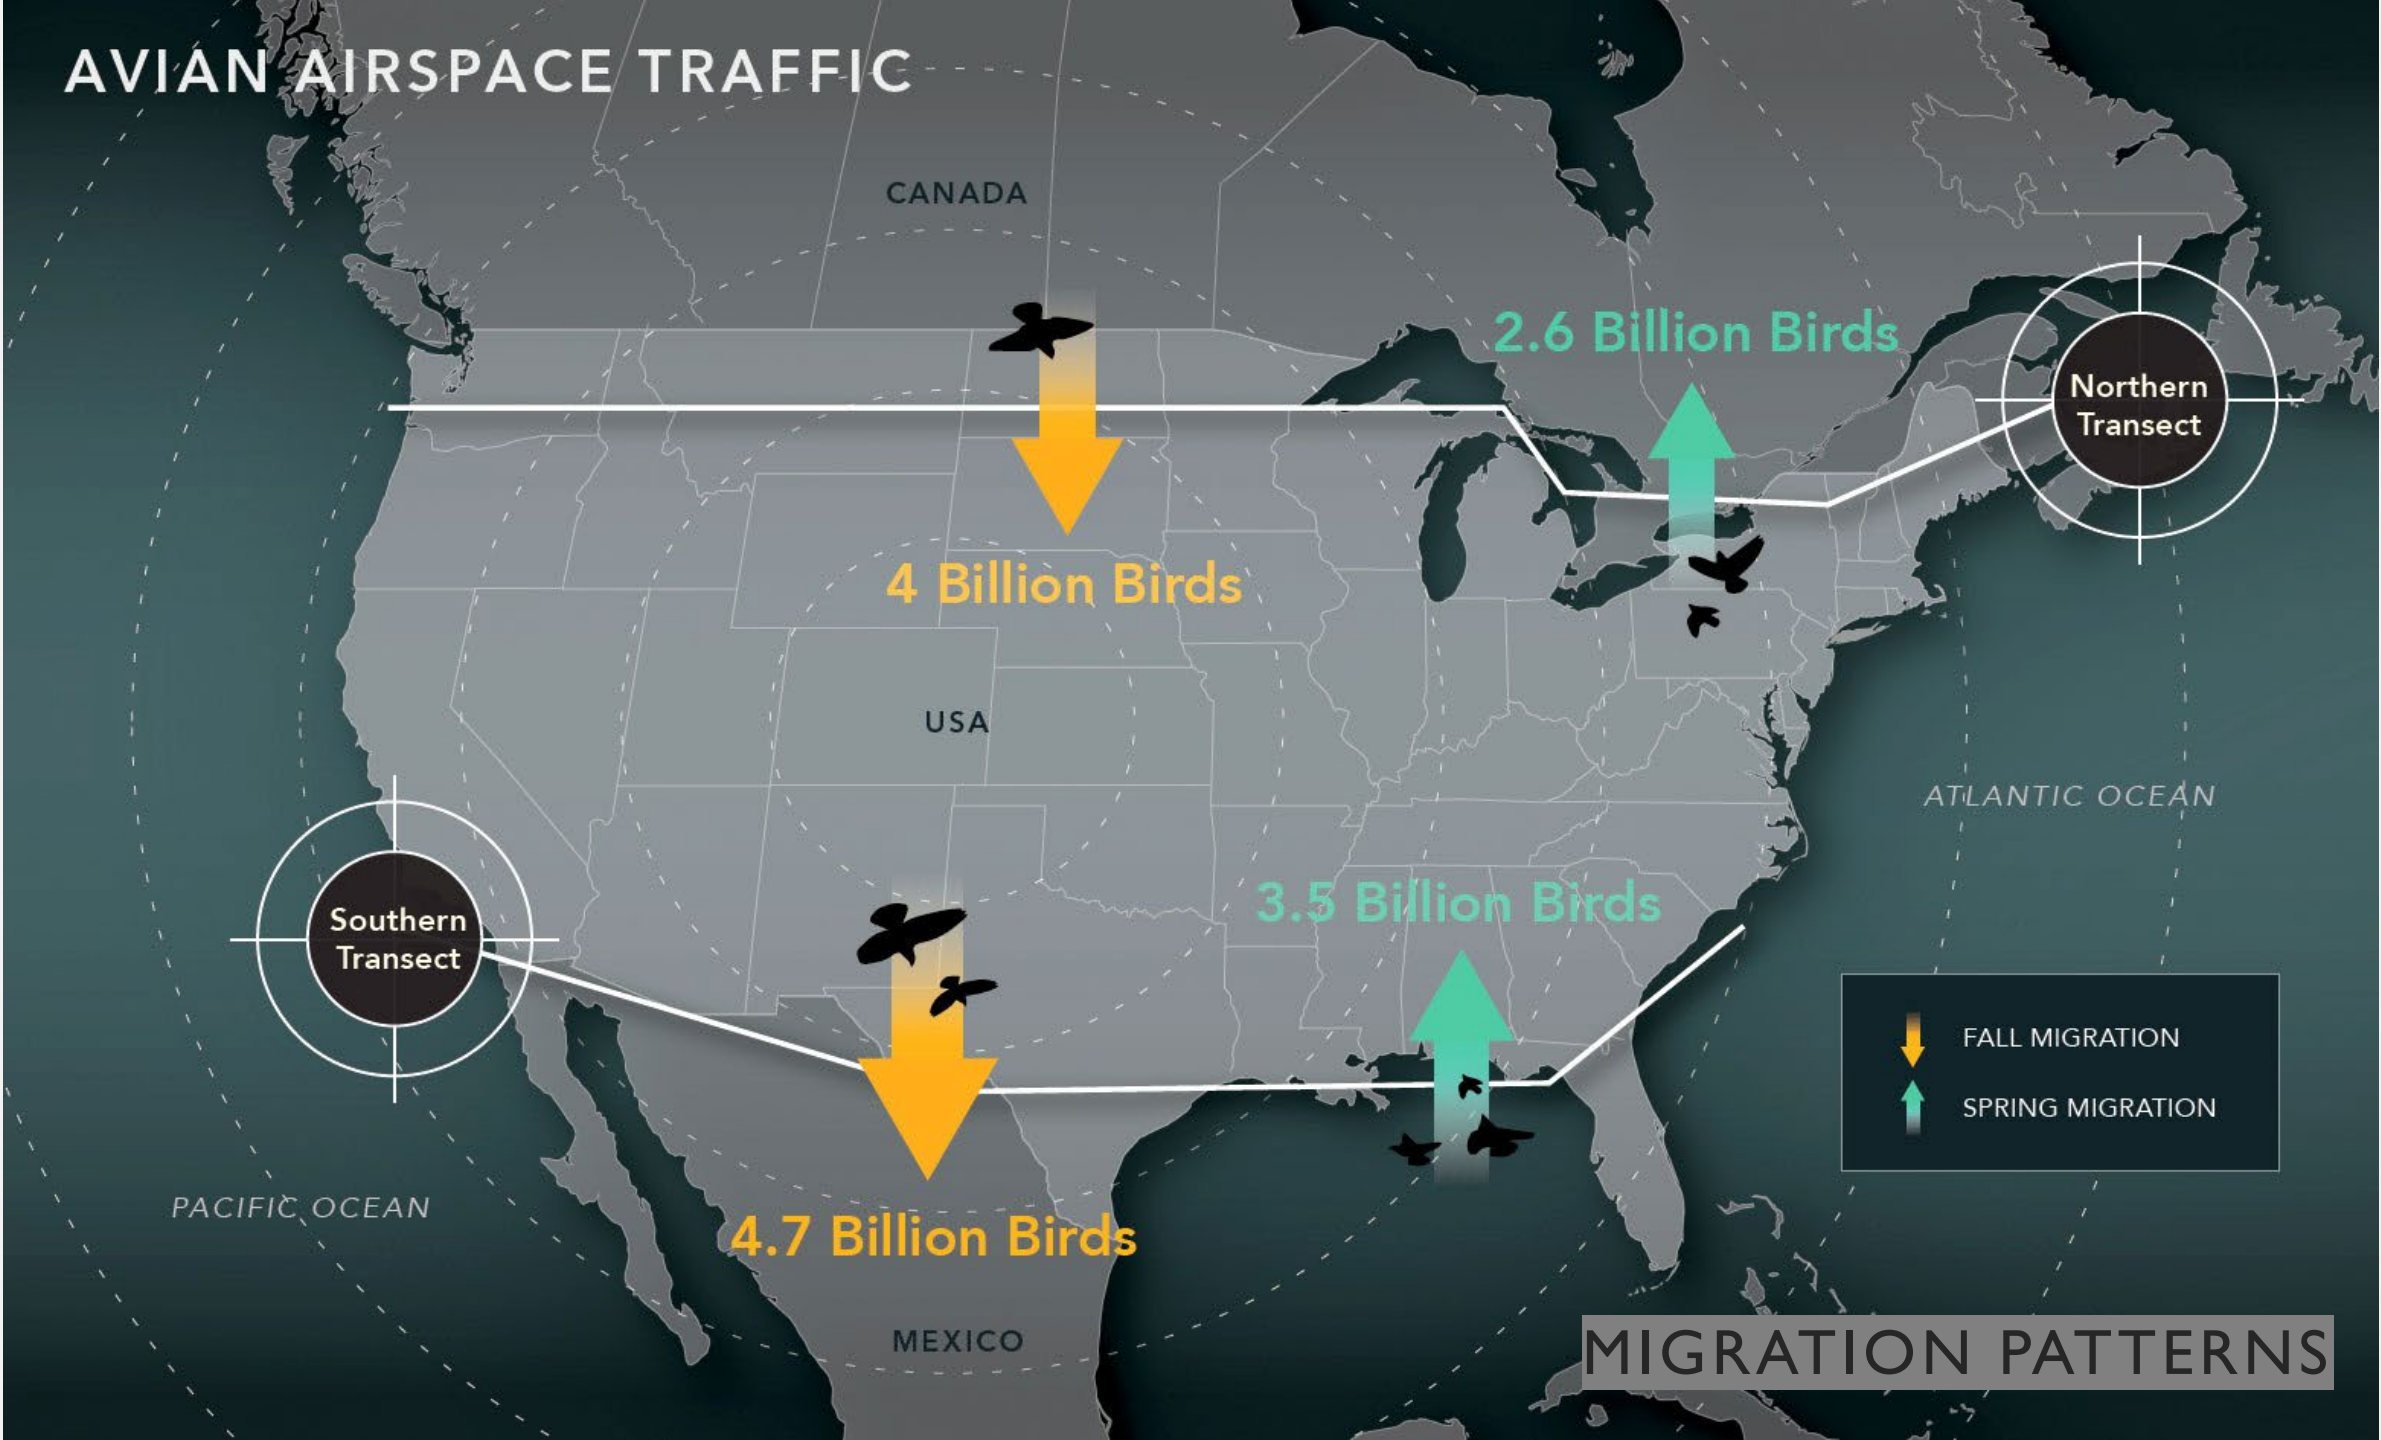 AVIAN AIRSPACE TRAFFIC
CANADA
2.6 Billion Birds
Northern
Transect
4 Billion Birds
USA
ATLANTIC OCEAN
3.5 Billion Birds
Southern
Transect
FALL MIGRATION
SPRING MIGRATION
PACIFIC OCEAN
4.7 Billion Birds
MEXICO
MIGRATION PATTERNS